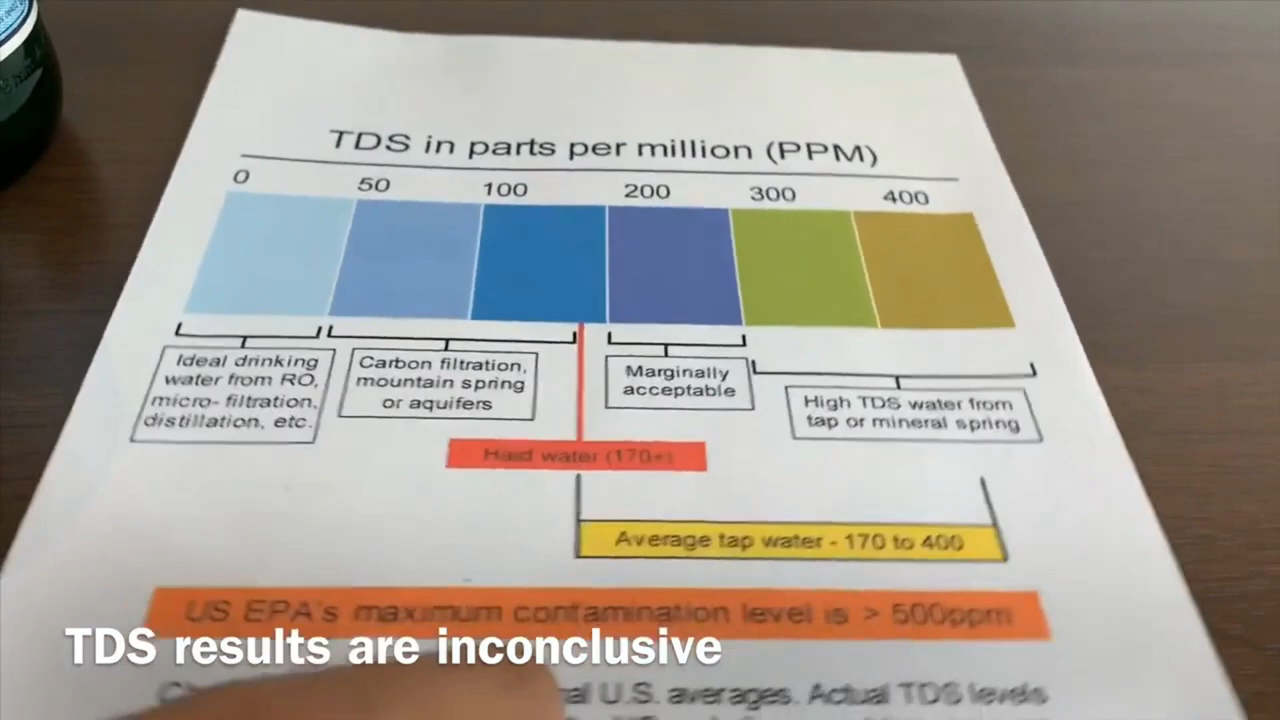 TDS in parts per million (PPM)
0 50 100 200 300 400
Ideal drinking
water from RO,
micro- filtration,
distillation, etc.
Carbon filtration,
mountain spring
or aquifers
Marginally
acceptable
High TDS water from
tap or mineral spring
Hard water (170+)
Average tap water - 170 to 400
US EPA's maximum contamination level is > 500ppm
TDS results are inconclusive
U.S. averages. Actual TDS levels